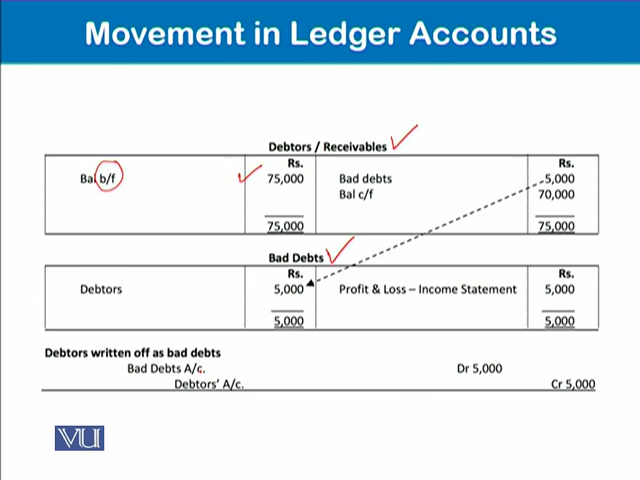 Movement in Ledger Accounts
Debtors / Receivables
Rs. Rs.
Bal b/f 75,000 Bad debts 5,000
Bal c/f 70,000
75,000 75,000
Bad Debts
Rs. Rs.
Debtors 5,000 Profit & Loss – Income Statement 5,000
5,000 5,000
Debtors written off as bad debts
Bad Debts A/c. Dr 5,000
Debtors' A/c. Cr 5,000
VU